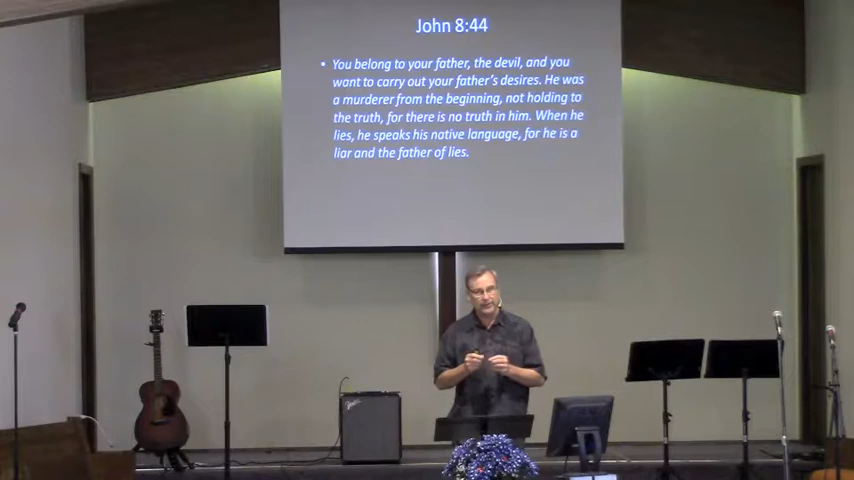 John 8:44
• You belong to your father, the devil, and you
want to carry out your father's desires. He was
a murderer from the beginning, not holding to
the truth, for there is no truth in him. When he
lies, he speaks his native language, for he is a
liar and the father of lies.